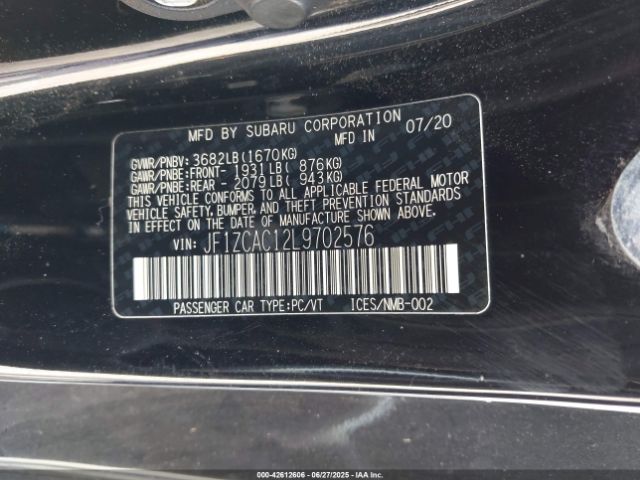 MFD BY SUBARU CORPORATION
MFD IN 07/20
GVWR/PNBV: 3682LB(1670KG)
GAWR/PNBE:FRONT- 1931LB( 876KG)
GAWR/PNBE:REAR - 2079LB( 943KG)
THIS VEHICLE CONFORMS TO ALL APPLICABLE FEDERAL MOTOR
VEHICLE SAFETY, BUMPER, AND THEFT PREVENTION STANDARDS
IN EFFECT ON THE DATE OF MANUFACTURE SHOWN ABOVE.
VIN: JF1ZCAC12L9702576
PASSENGER CAR TYPE:PC/VT ICES/NMB-002
000-42612606 - 06/27/2025 - IAAI.com